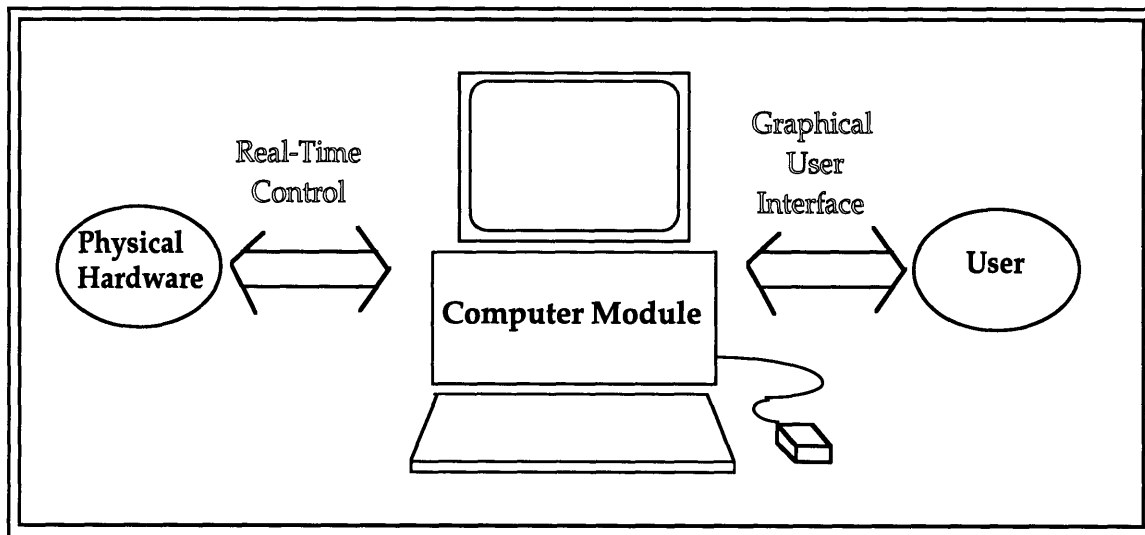 Real-Time
Control
Graphical
User
Interface
Physical
Hardware
Computer Module
User